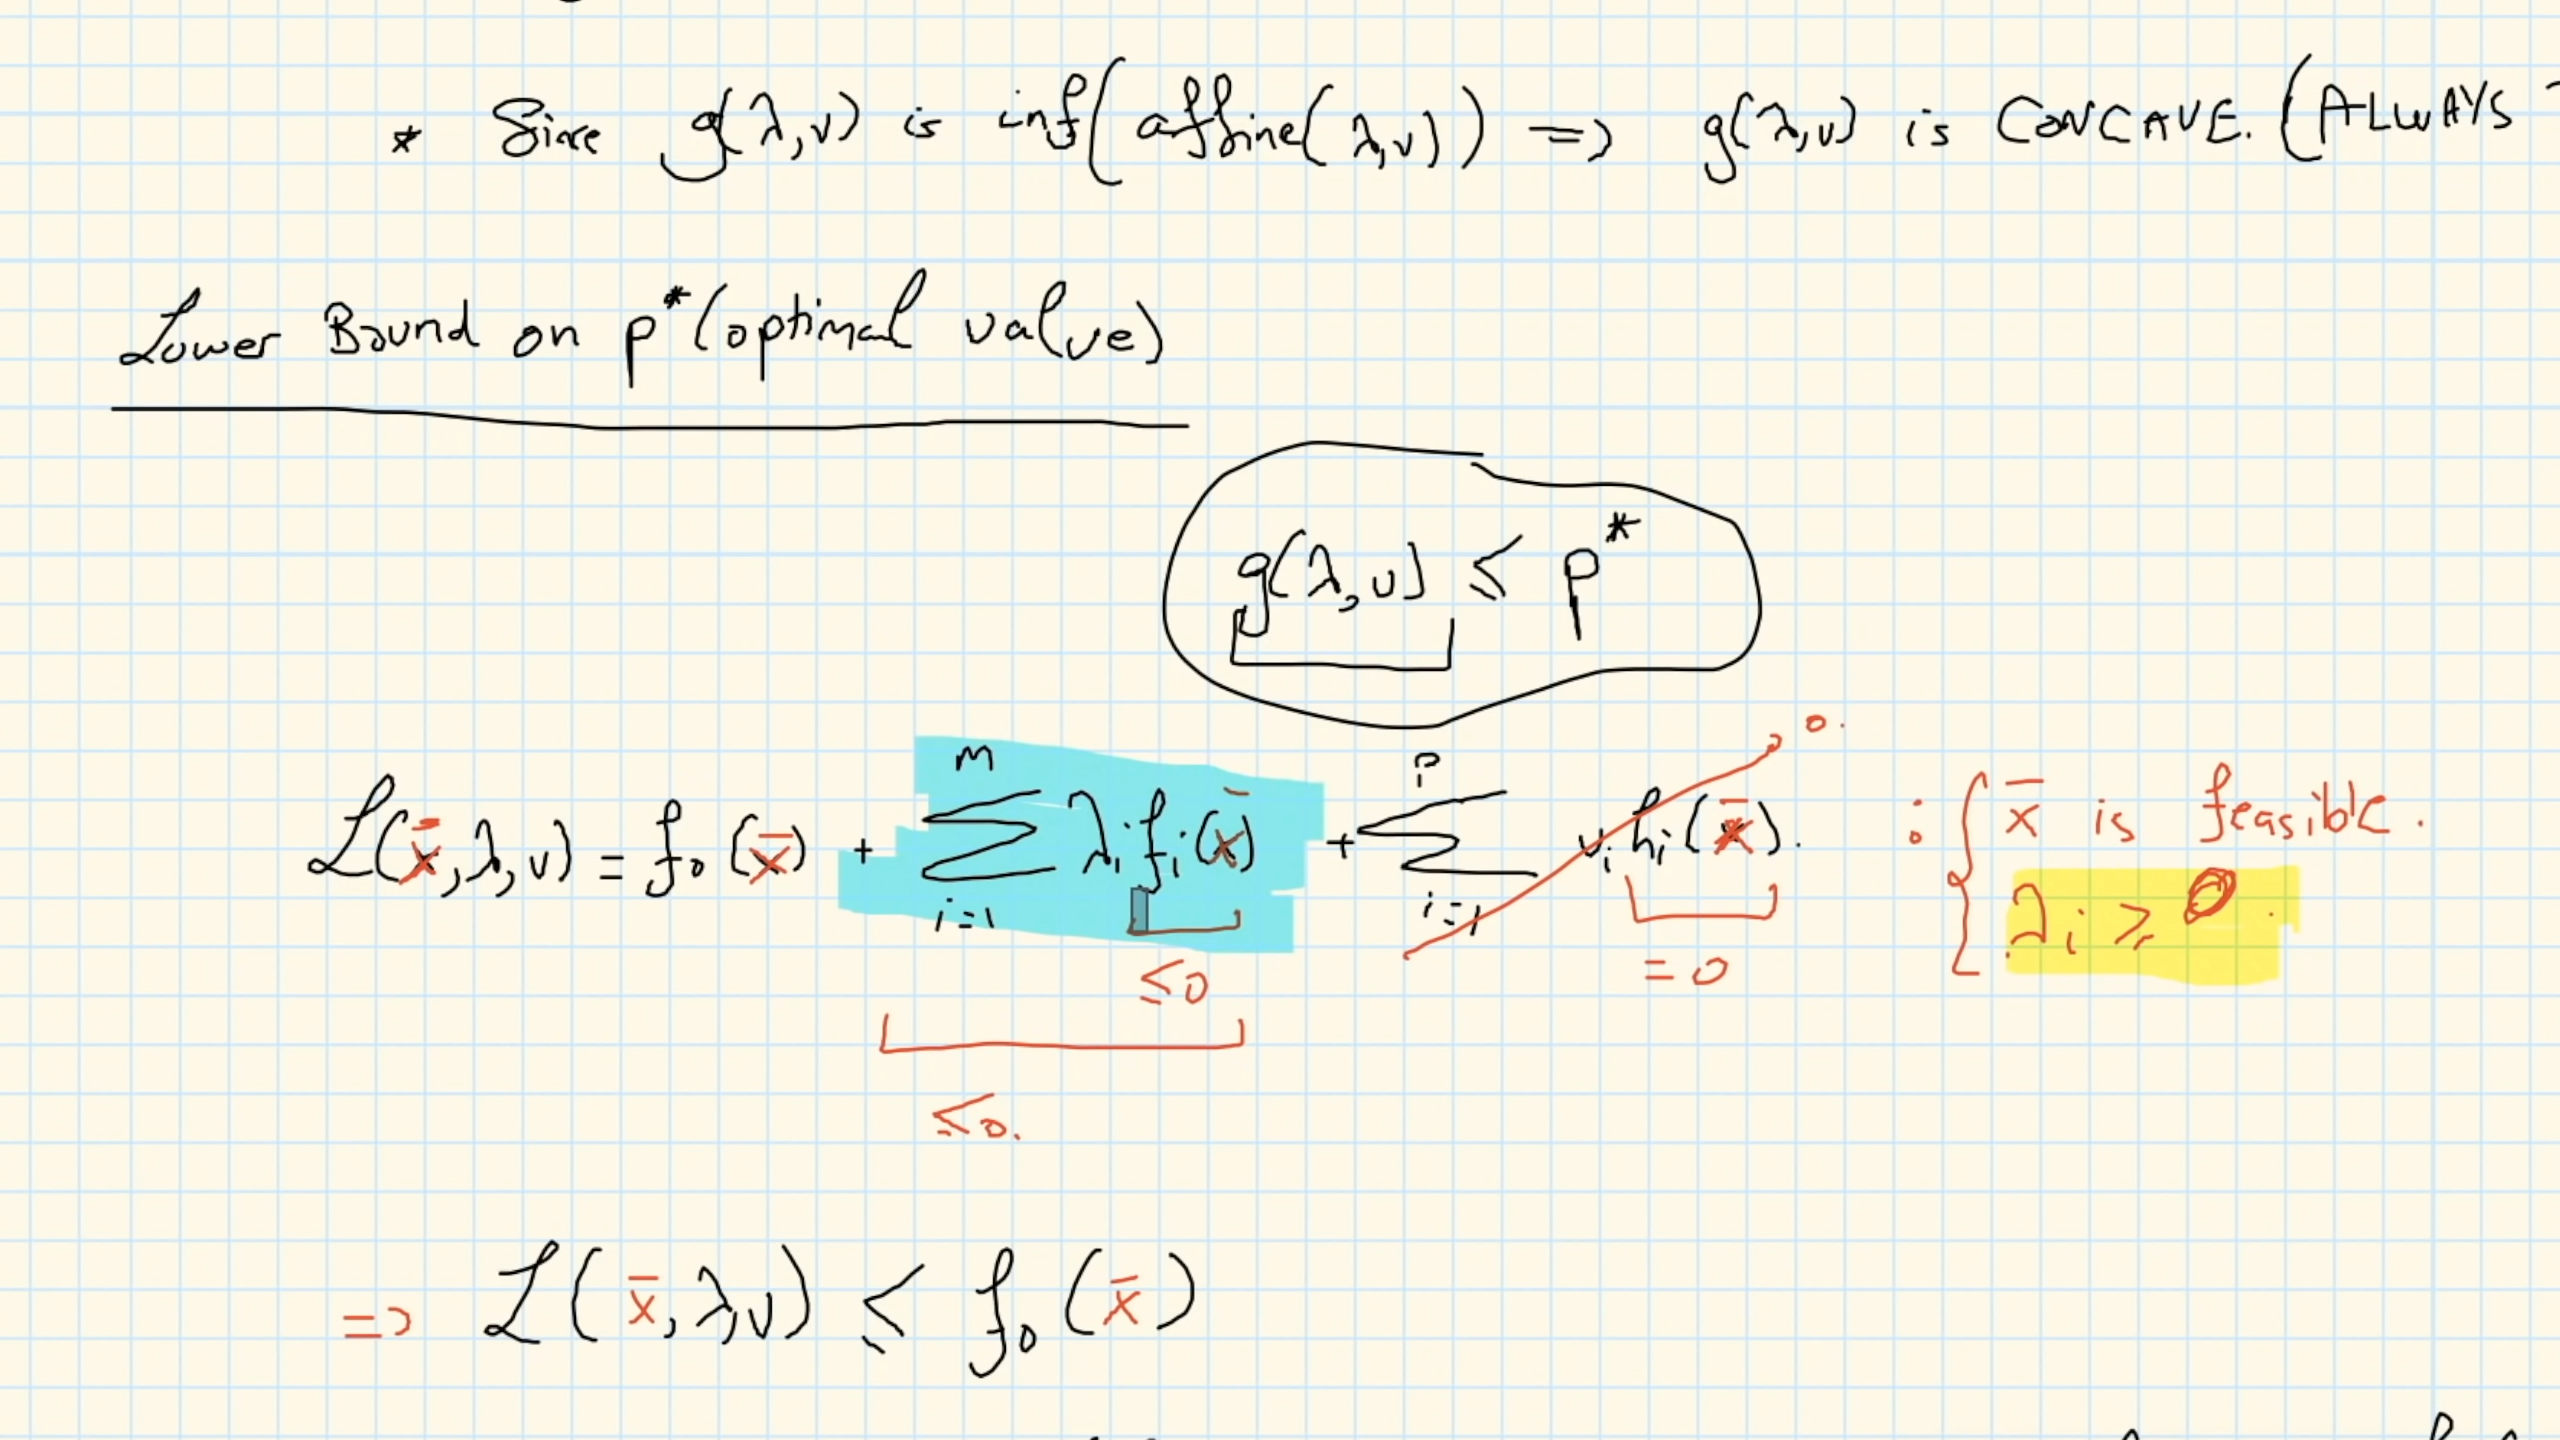 * Since g(λ,ν) is inf(affine(λ,ν)) => g(λ,ν) is CONCAVE. (ALWAYS
Lower Bound on p* (optimal value)
g(λ,ν) ≤ p*
0.
L(x̄,λ,ν) = f₀(x̄) + ∑_{i=1}^{m} λᵢfᵢ(x̄) + ∑_{i=1}^{p} νᵢhᵢ(x̄). : { x̄ is feasible.
λᵢ ≥ 0.
≤0 = 0
≤0.
=> L(x̄,λ,ν) ≤ f₀(x̄)